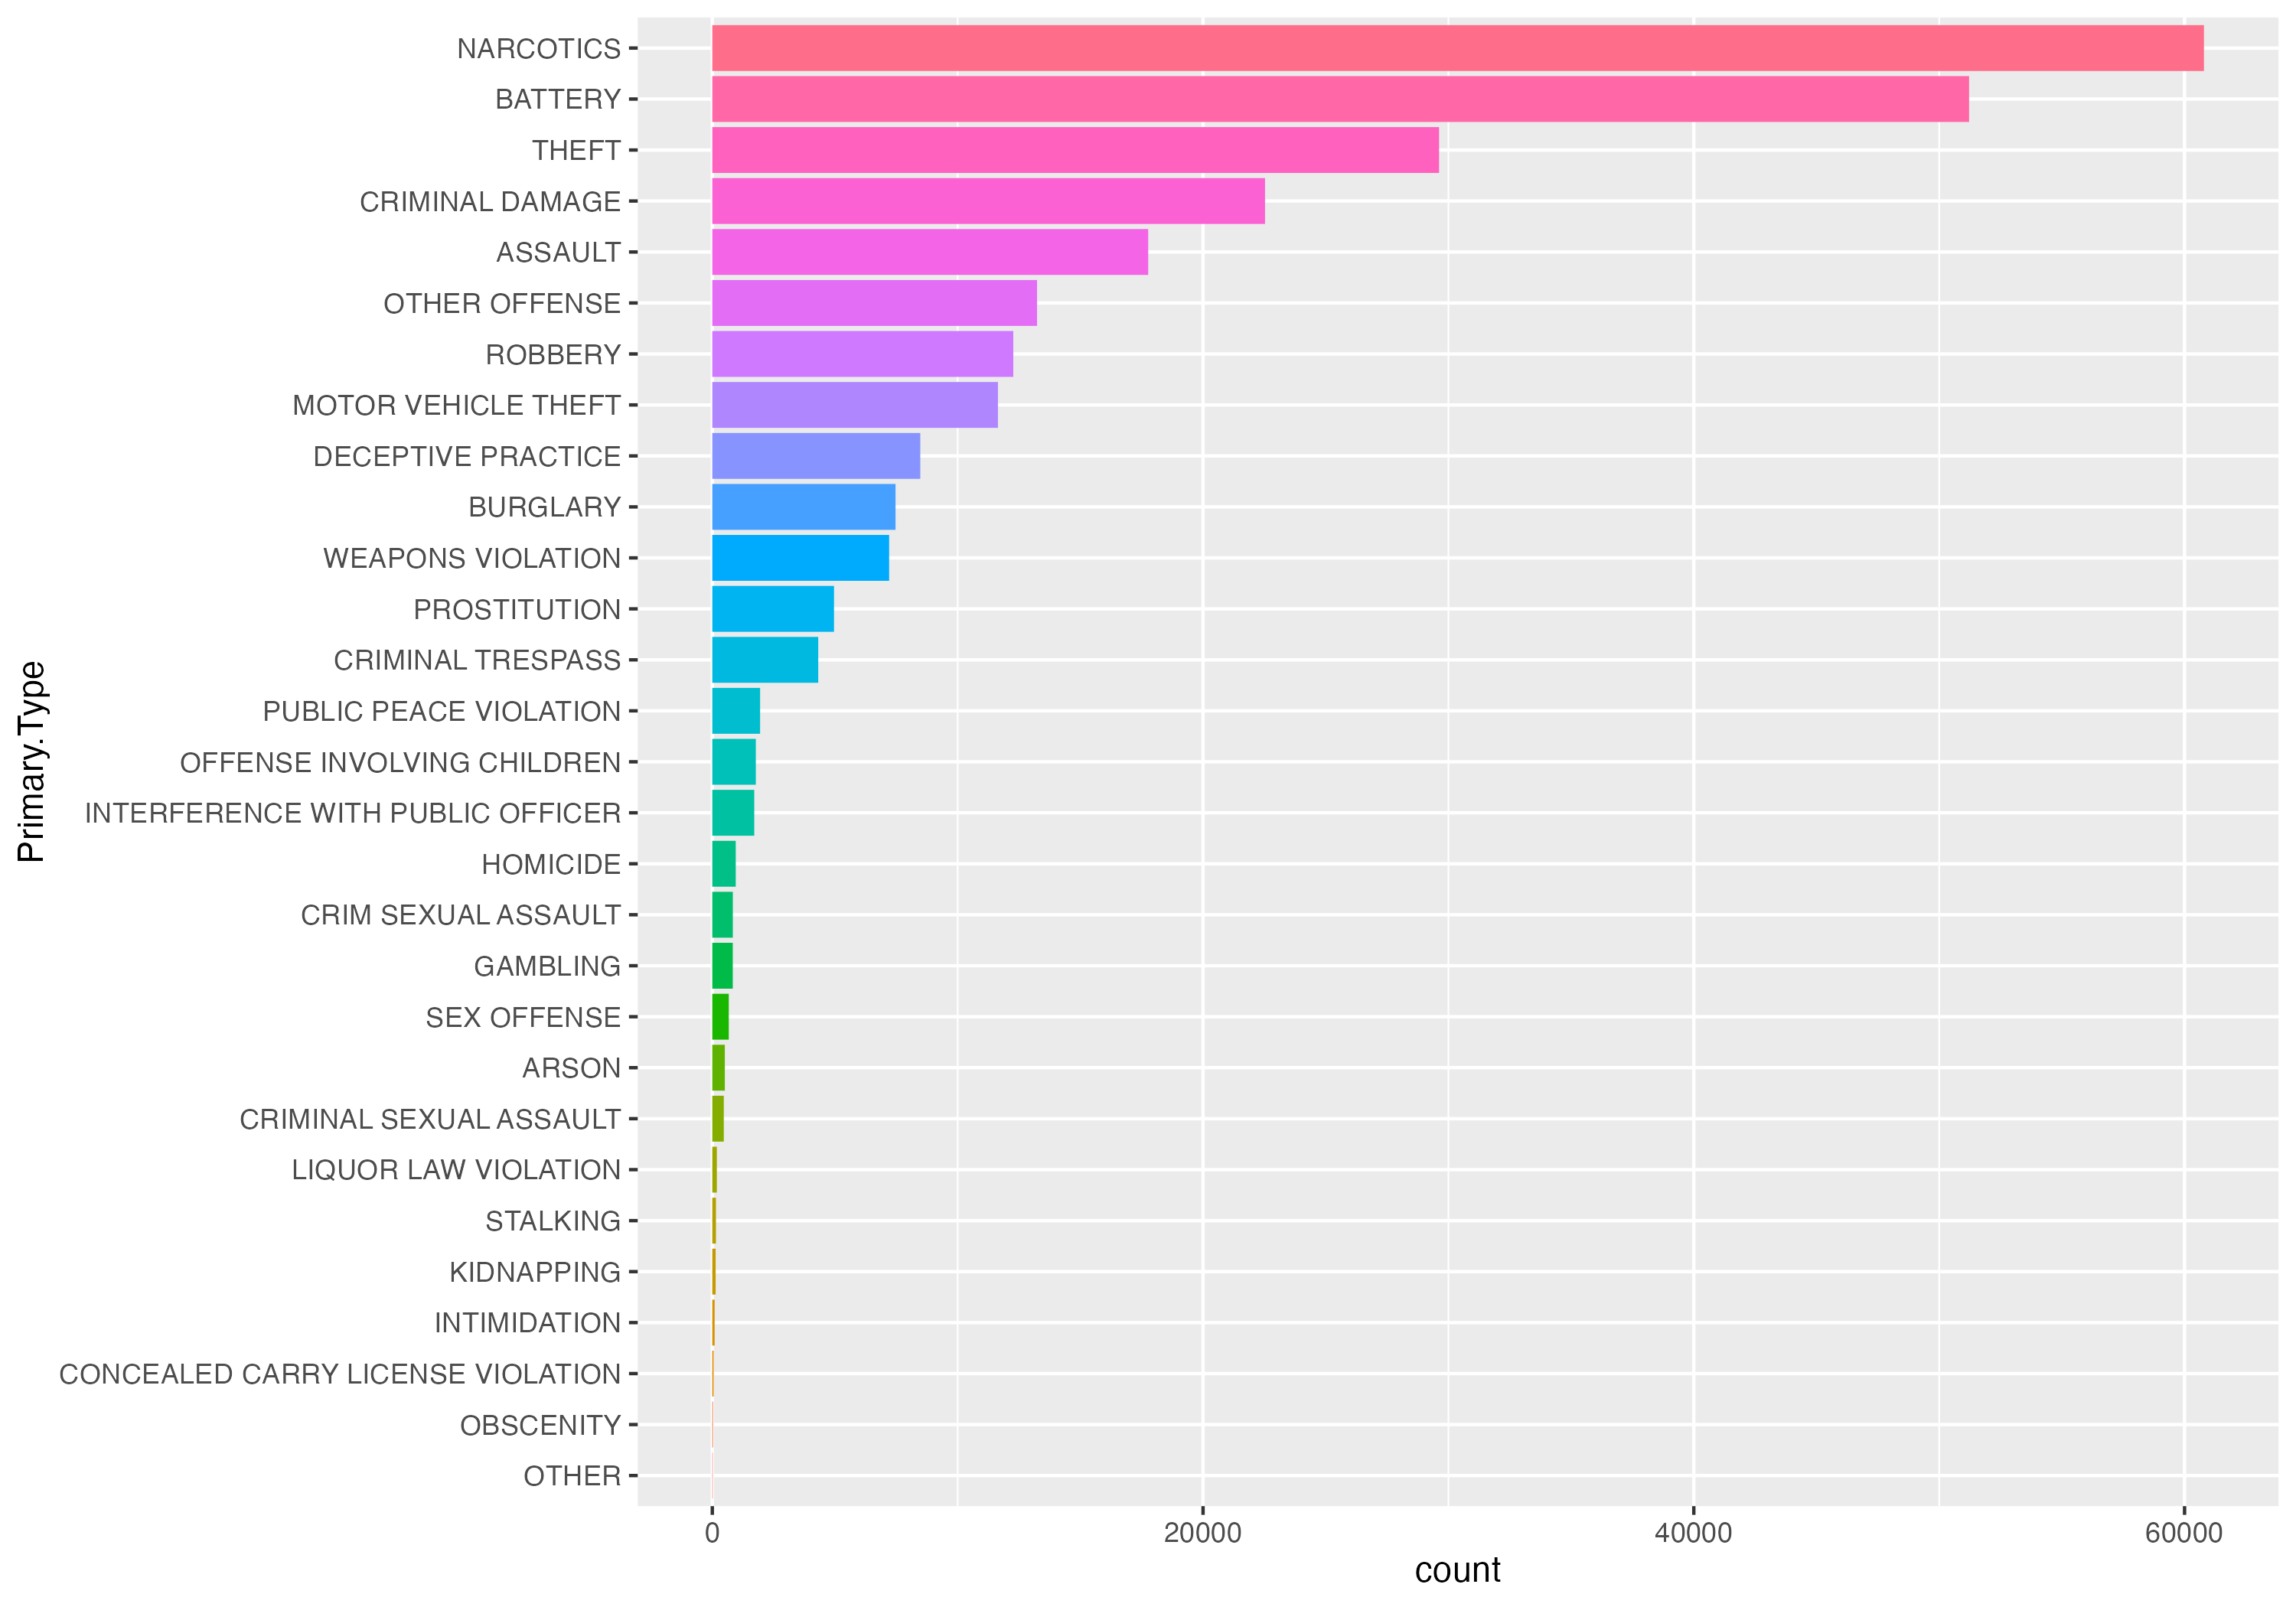 NARCOTICS
BATTERY
THEFT
CRIMINAL DAMAGE
ASSAULT
OTHER OFFENSE
ROBBERY
MOTOR VEHICLE THEFT
DECEPTIVE PRACTICE
BURGLARY
WEAPONS VIOLATION
PROSTITUTION
CRIMINAL TRESPASS
PUBLIC PEACE VIOLATION
OFFENSE INVOLVING CHILDREN
INTERFERENCE WITH PUBLIC OFFICER
HOMICIDE
CRIM SEXUAL ASSAULT
GAMBLING
SEX OFFENSE
ARSON
CRIMINAL SEXUAL ASSAULT
LIQUOR LAW VIOLATION
STALKING
KIDNAPPING
INTIMIDATION
CONCEALED CARRY LICENSE VIOLATION
OBSCENITY
OTHER
Primary.Type
0 20000 40000 60000
count